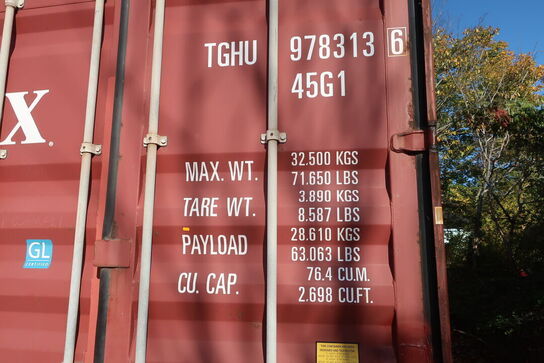 TGHU 978313 6
45G1
X.
MAX. WT. 32.500 KGS
71.650 LBS
TARE WT. 3.890 KGS
8.587 LBS
PAYLOAD 28.610 KGS
63.063 LBS
CU. CAP. 76.4 CU.M.
2.698 CU.FT.
GL